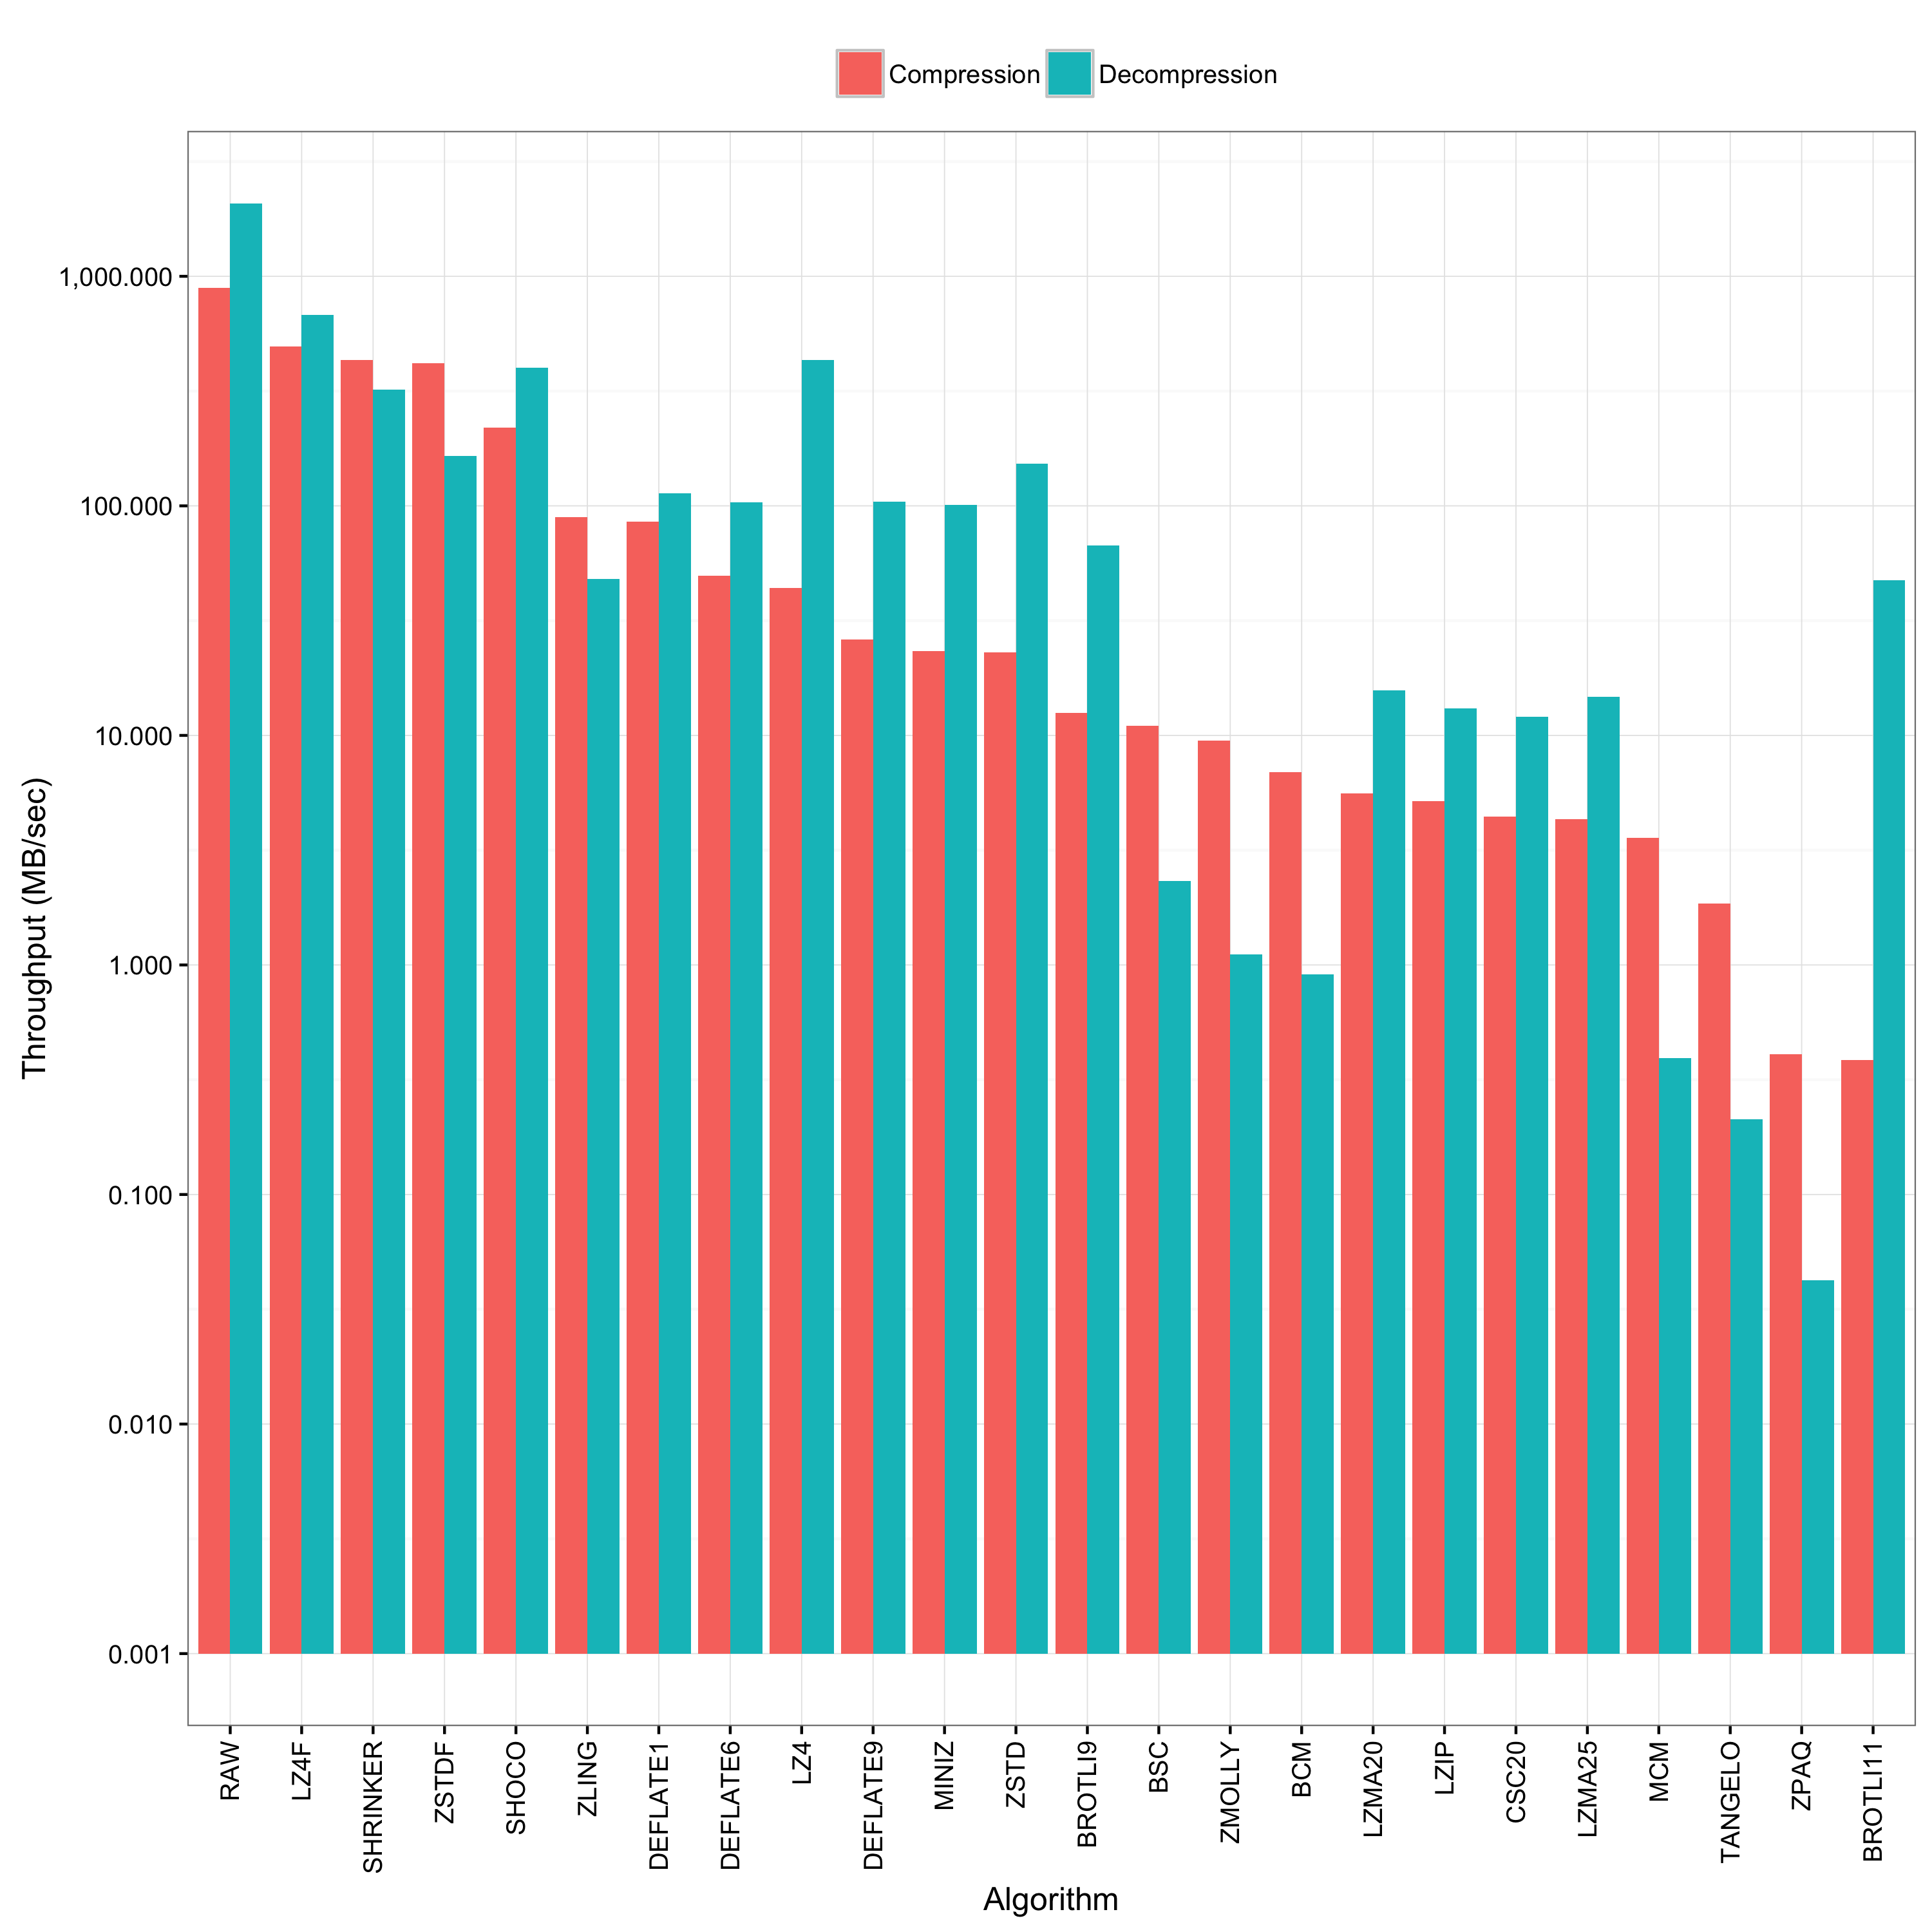 Compression Decompression
1,000.000
100.000
10.000
1.000
0.100
0.010
0.001
Throughput (MB/sec)
RAW
LZ4F
SHRINKER
ZSTDF
SHOCO
ZLING
DEFLATE1
DEFLATE6
LZ4
DEFLATE9
MINIZ
ZSTD
BROTLI9
BSC
ZMOLLY
BCM
LZMA20
LZIP
CSC20
LZMA25
MCM
TANGELO
ZPAQ
BROTLI11
Algorithm